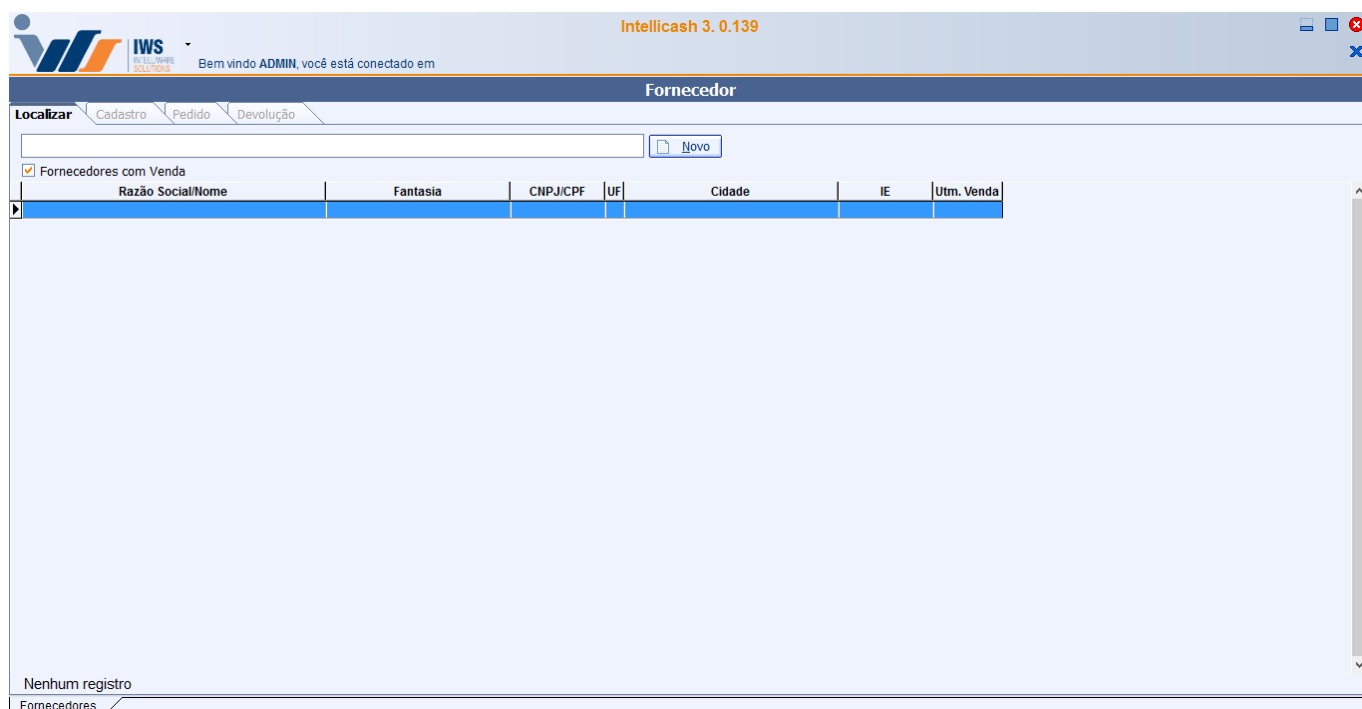 Intellicash 3. 0.139
IWS
INTELLIWARE
SOLUTIONS
Bem vindo ADMIN, você está conectado em
Fornecedor
Localizar Cadastro Pedido Devolução
Novo
Fornecedores com Venda
Razão Social/Nome Fantasia CNPJ/CPF UF Cidade IE Utm. Venda
Nenhum registro
Fornecedores